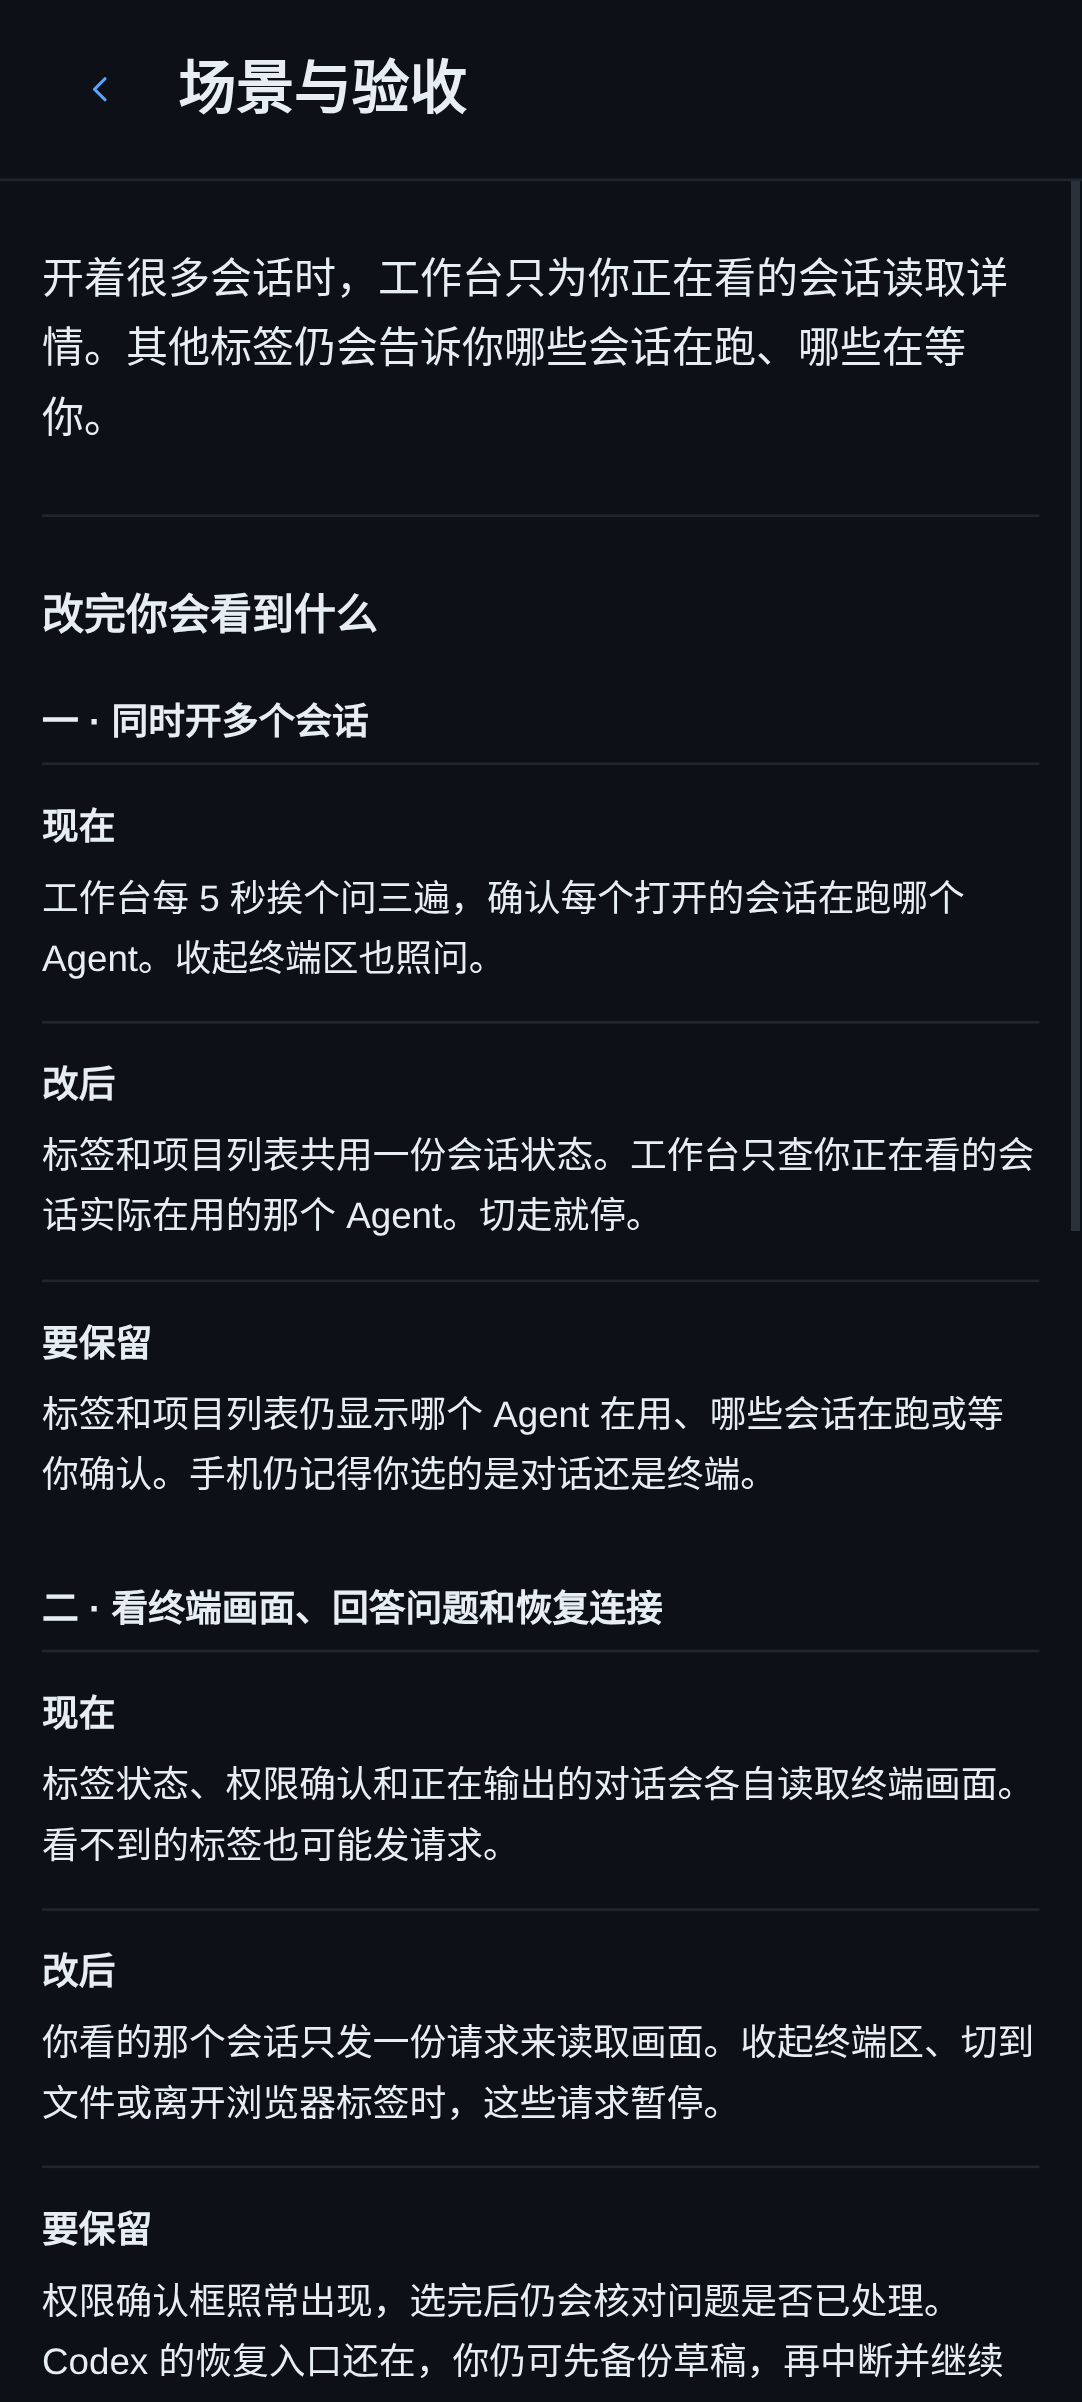 场景与验收
开着很多会话时，工作台只为你正在看的会话读取详
情。其他标签仍会告诉你哪些会话在跑、哪些在等
你。
改完你会看到什么
一 · 同时开多个会话
现在
工作台每 5 秒挨个问三遍，确认每个打开的会话在跑哪个
Agent。收起终端区也照问。
改后
标签和项目列表共用一份会话状态。工作台只查你正在看的会
话实际在用的那个 Agent。切走就停。
要保留
标签和项目列表仍显示哪个 Agent 在用、哪些会话在跑或等
你确认。手机仍记得你选的是对话还是终端。
二 · 看终端画面、回答问题和恢复连接
现在
标签状态、权限确认和正在输出的对话会各自读取终端画面。
看不到的标签也可能发请求。
改后
你看的那个会话只发一份请求来读取画面。收起终端区、切到
文件或离开浏览器标签时，这些请求暂停。
要保留
权限确认框照常出现，选完后仍会核对问题是否已处理。
Codex 的恢复入口还在，你仍可先备份草稿，再中断并继续